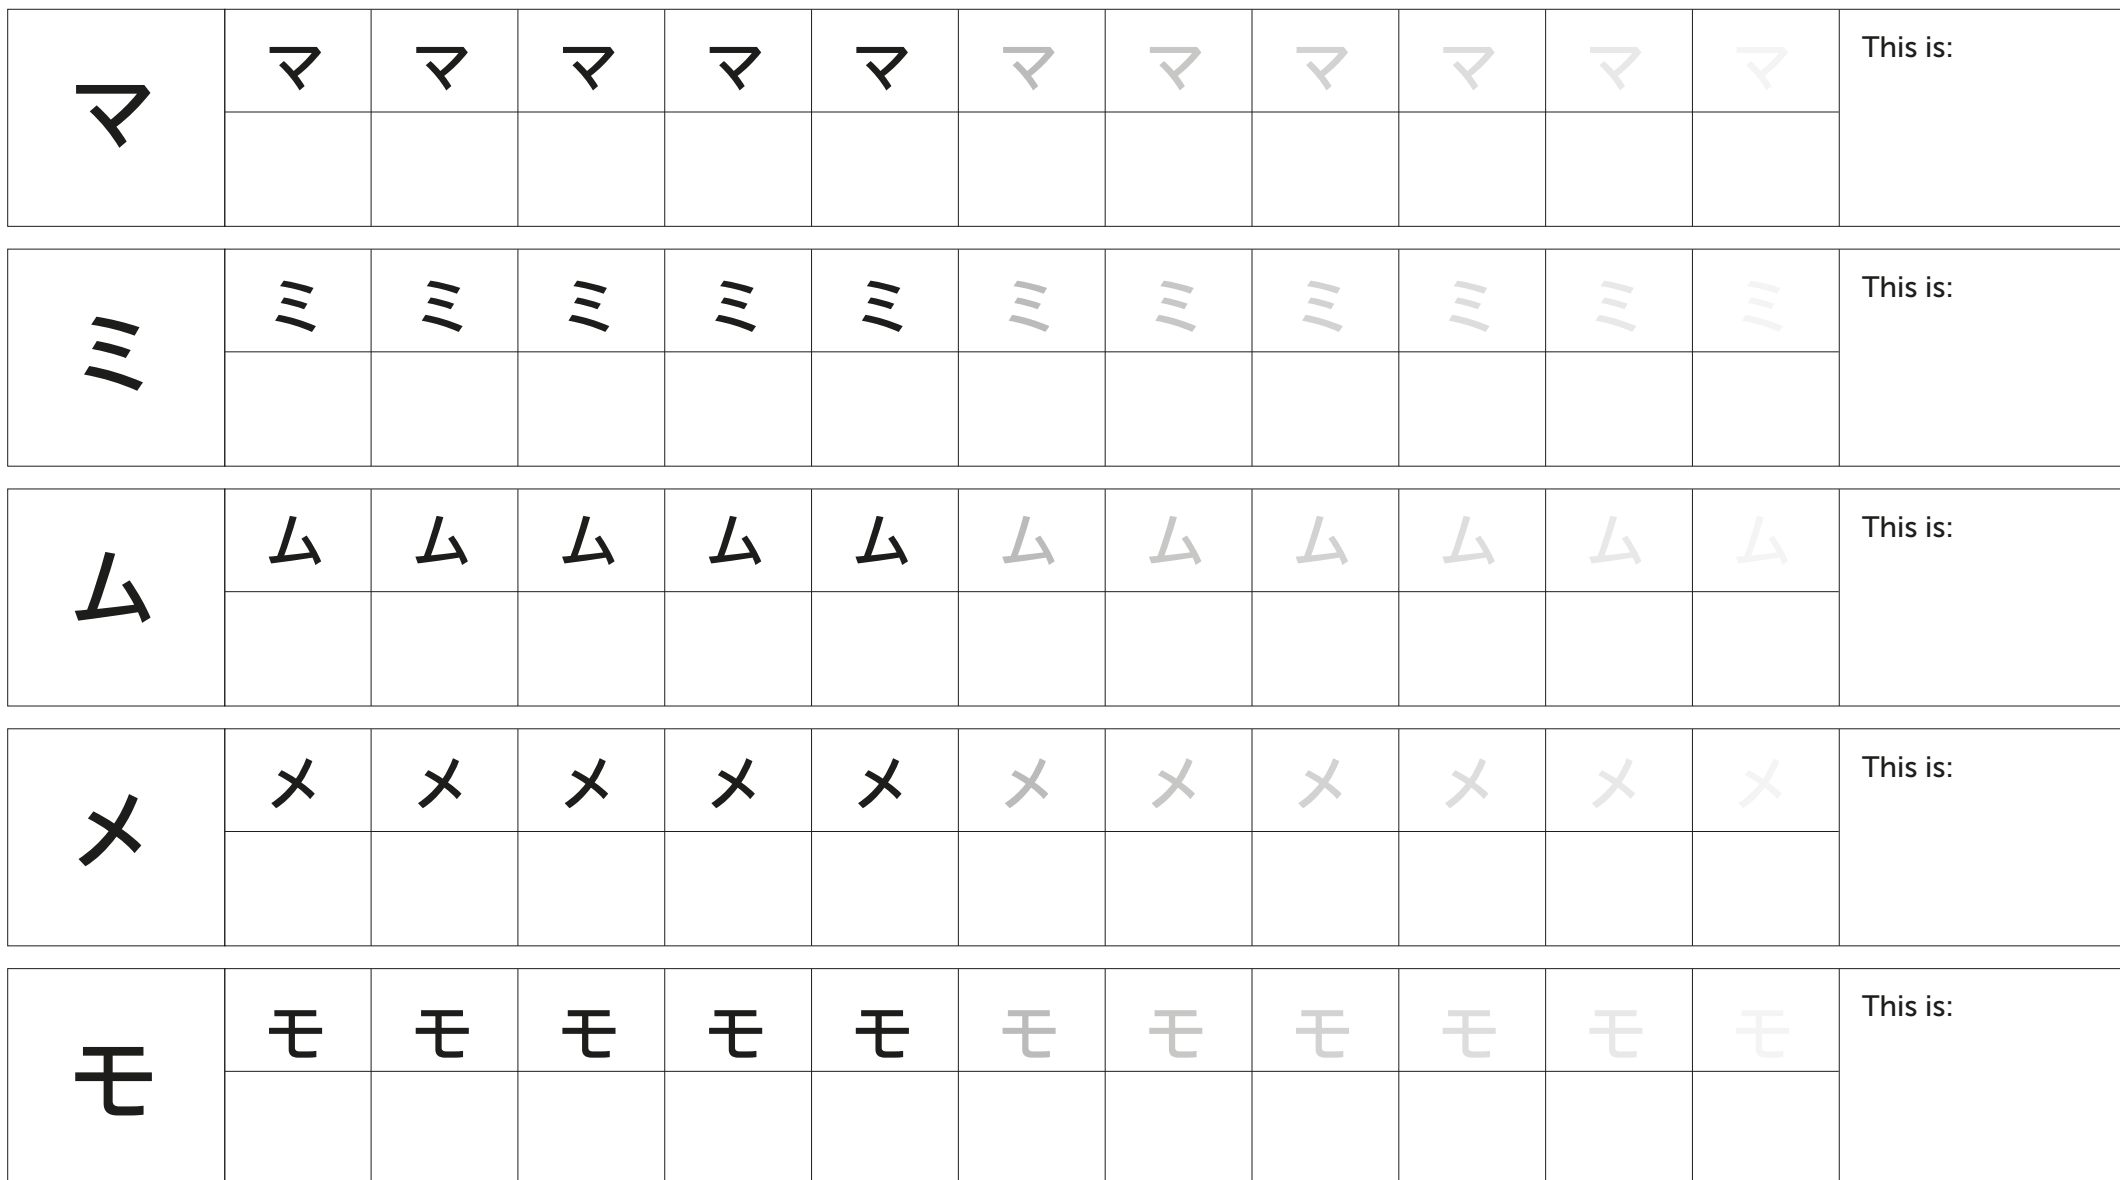 マ マ マ マ マ マ マ マ マ マ マ マ This is:
ミ ミ ミ ミ ミ ミ ミ ミ ミ ミ ミ ミ This is:
ム ム ム ム ム ム ム ム ム ム ム ム This is:
メ メ メ メ メ メ メ メ メ メ メ メ This is:
モ モ モ モ モ モ モ モ モ モ モ モ This is: